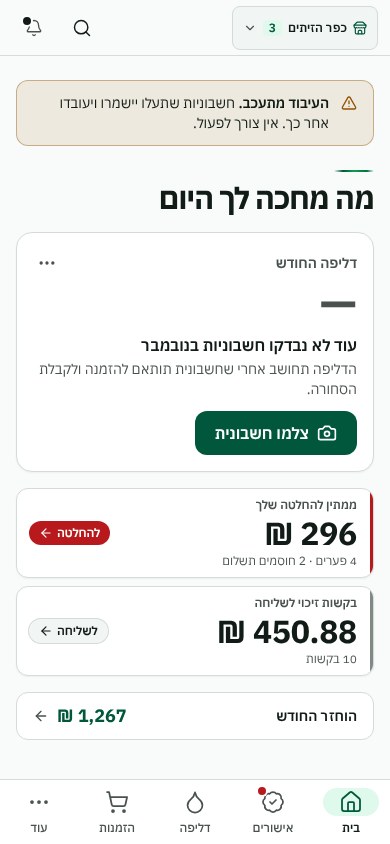 כפר הזיתים 3
העיבוד מתעכב. חשבוניות שתעלו יישמרו ויעובדו
אחר כך. אין צורך לפעול.
מה מחכה לך היום
דליפה החודש
—
עוד לא נבדקו חשבוניות בנובמבר
הדליפה תחושב אחרי שחשבונית תותאם להזמנה ולקבלת
הסחורה.
צלמו חשבונית
ממתין להחלטה שלך
296 ₪
להחלטה
4 פערים · 2 חוסמים תשלום
בקשות זיכוי לשליחה
450.88 ₪
לשליחה
10 בקשות
הוחזר החודש
1,267 ₪
בית
אישורים
דליפה
הזמנות
עוד